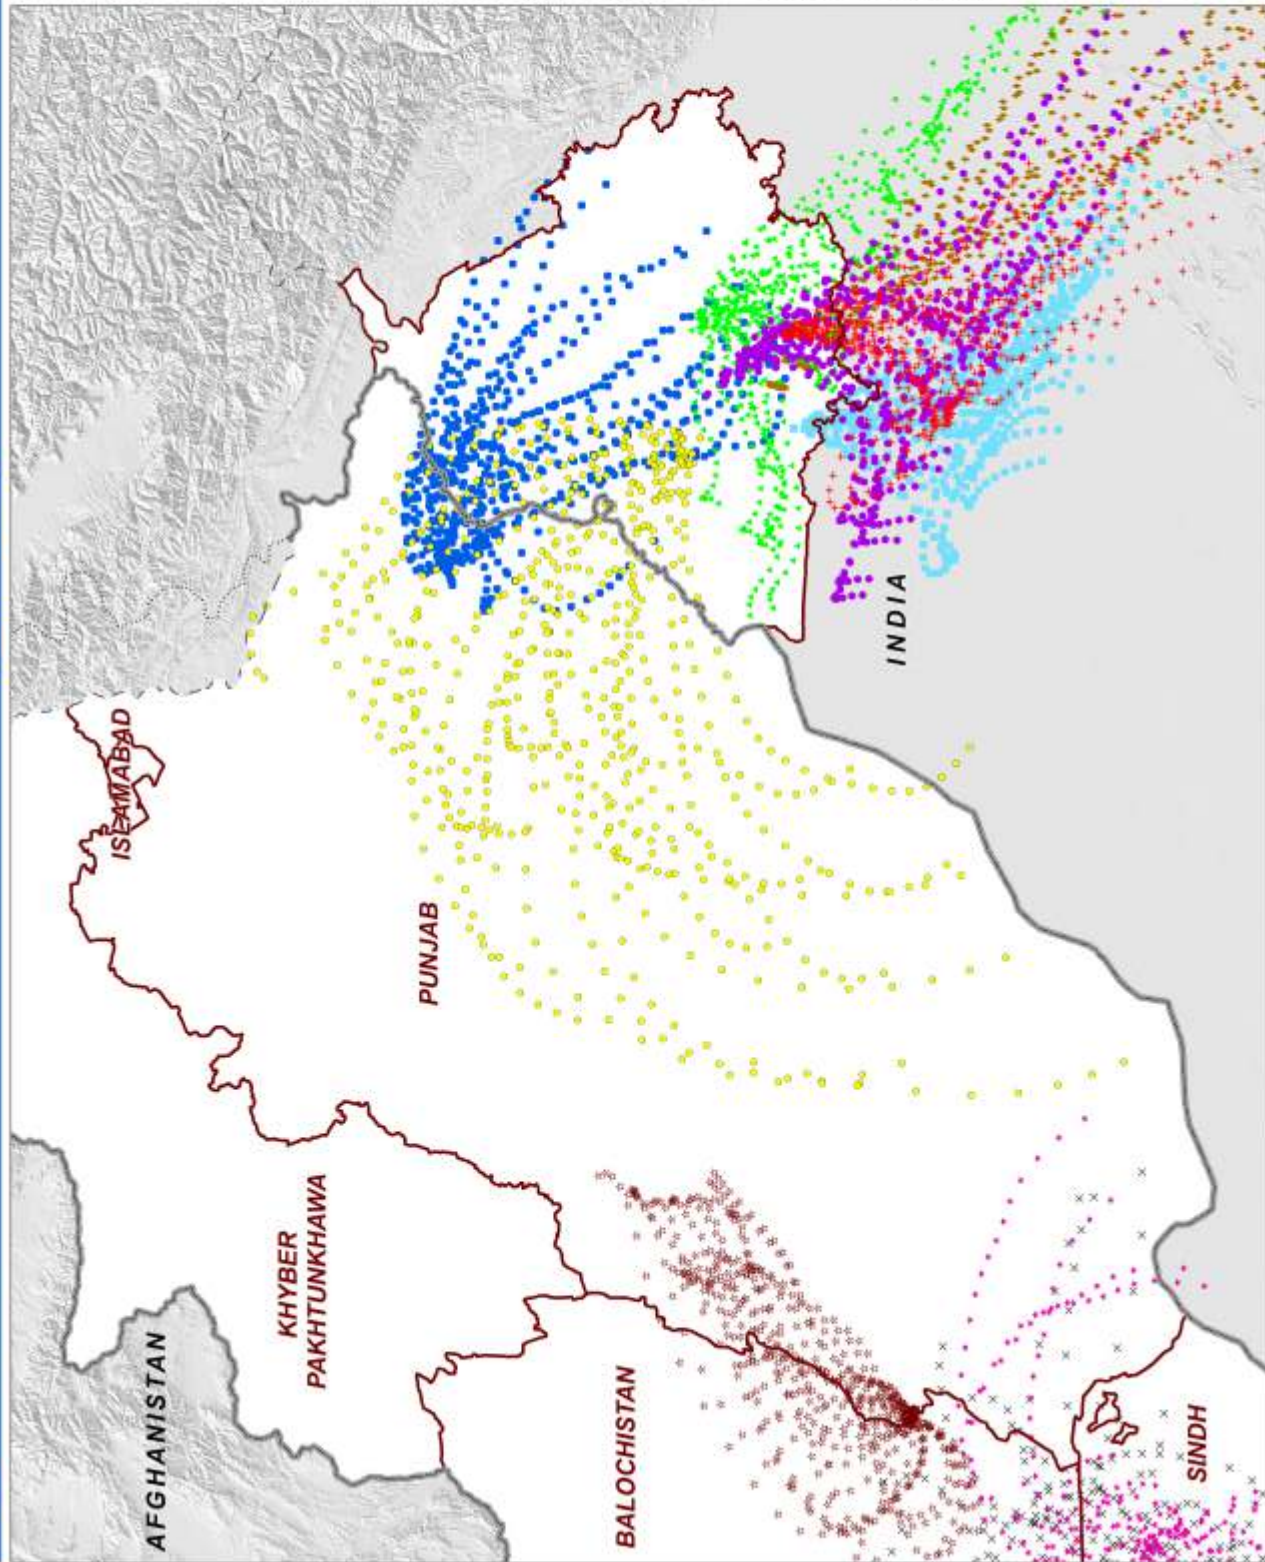 ISLAMABAD
PUNJAB
KHYBER
PAKHTUNKHAWA
AFGHANISTAN
BALOCHISTAN
SINDH
INDIA